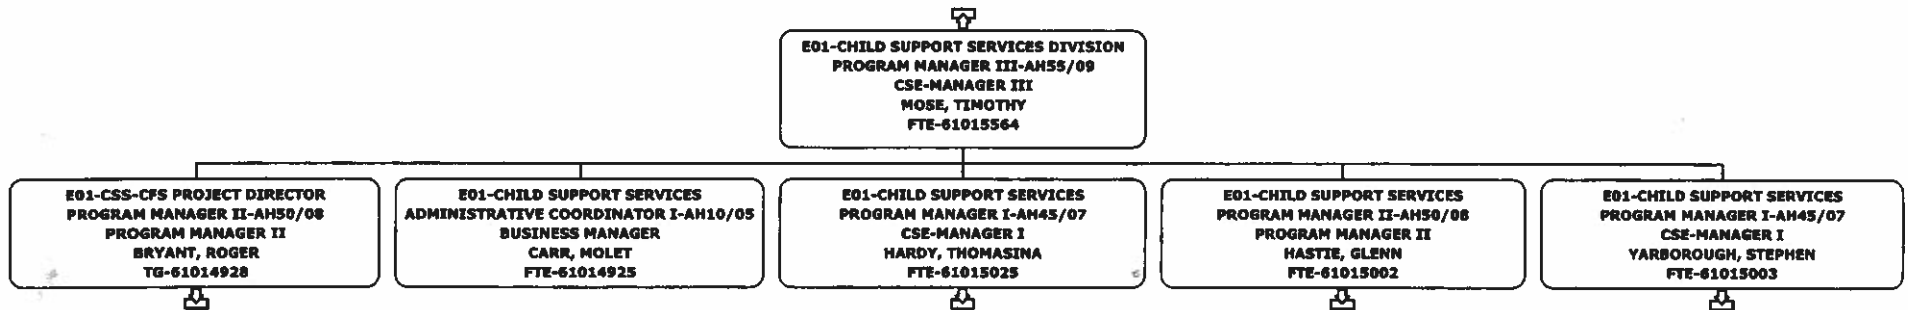 E01-CHILD SUPPORT SERVICES DIVISION
PROGRAM MANAGER III-AH55/09
CSE-MANAGER III
MOSE, TIMOTHY
FTE-61015564
E01-CSS-CFS PROJECT DIRECTOR
PROGRAM MANAGER II-AH50/08
PROGRAM MANAGER II
BRYANT, ROGER
TG-61014928
E01-CHILD SUPPORT SERVICES
ADMINISTRATIVE COORDINATOR I-AH10/05
BUSINESS MANAGER
CARR, MOLET
FTE-61014925
E01-CHILD SUPPORT SERVICES
PROGRAM MANAGER I-AH45/07
CSE-MANAGER I
HARDY, THOMASINA
FTE-61015025
E01-CHILD SUPPORT SERVICES
PROGRAM MANAGER II-AH50/08
PROGRAM MANAGER II
HASTIE, GLENN
FTE-61015002
E01-CHILD SUPPORT SERVICES
PROGRAM MANAGER I-AH45/07
CSE-MANAGER I
YARBOROUGH, STEPHEN
FTE-61015003